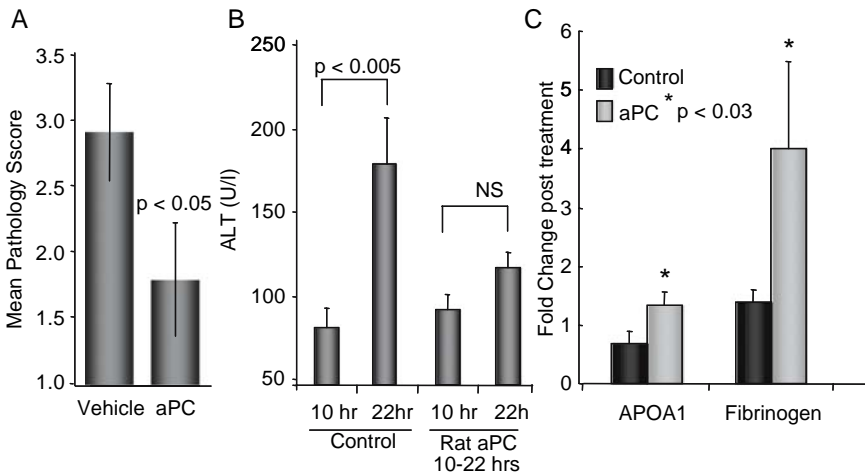 A
Mean Pathology Sscore
3.5
3.0
2.5
2.0
1.5
1.0
p < 0.05
Vehicle aPC
B
ALT (U/l)
250
200
150
100
50
p < 0.005
NS
10 hr 22hr 10 hr 22h
Control Rat aPC
10-22 hrs
C
Fold Change post treatment
6
5
4
3
2
1
0
Control
aPC * p < 0.03
*
*
APOA1 Fibrinogen